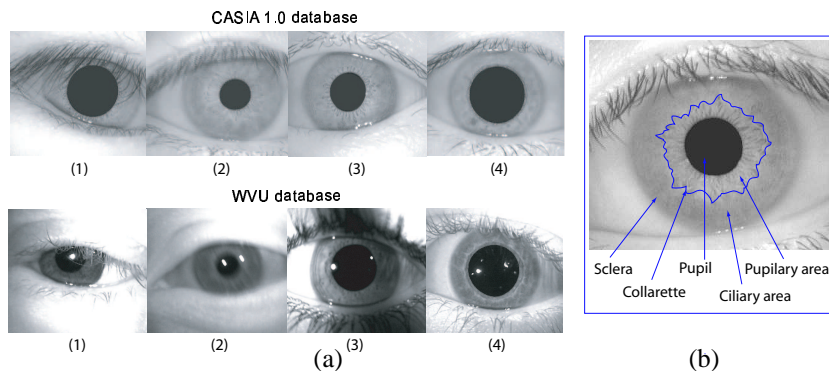 CASIA 1.0 database
(1) (2) (3) (4)
WVU database
(1) (2) (3) (4)
(a)
Sclera Pupil Pupilary area
Collarette Ciliary area
(b)